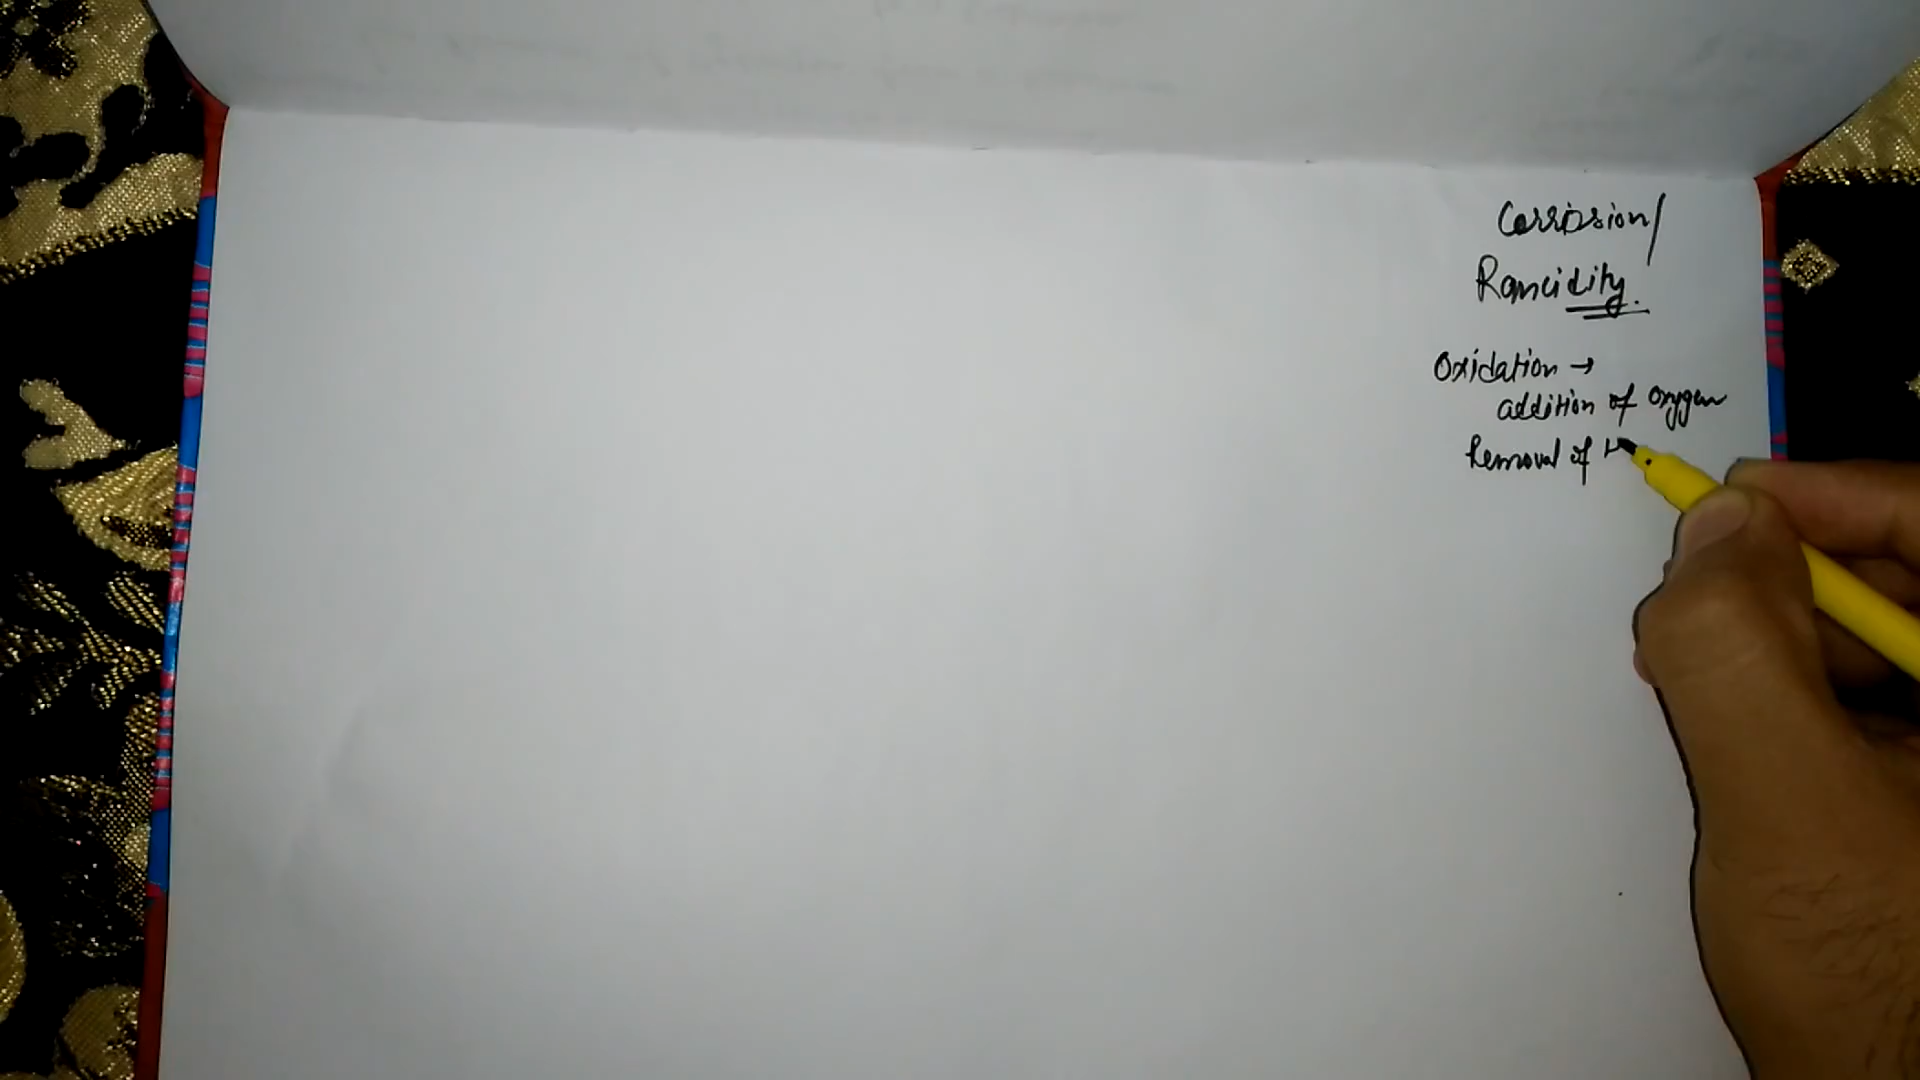 Corrosion/
Rancidity.
Oxidation →
addition of oxygen
Removal of H